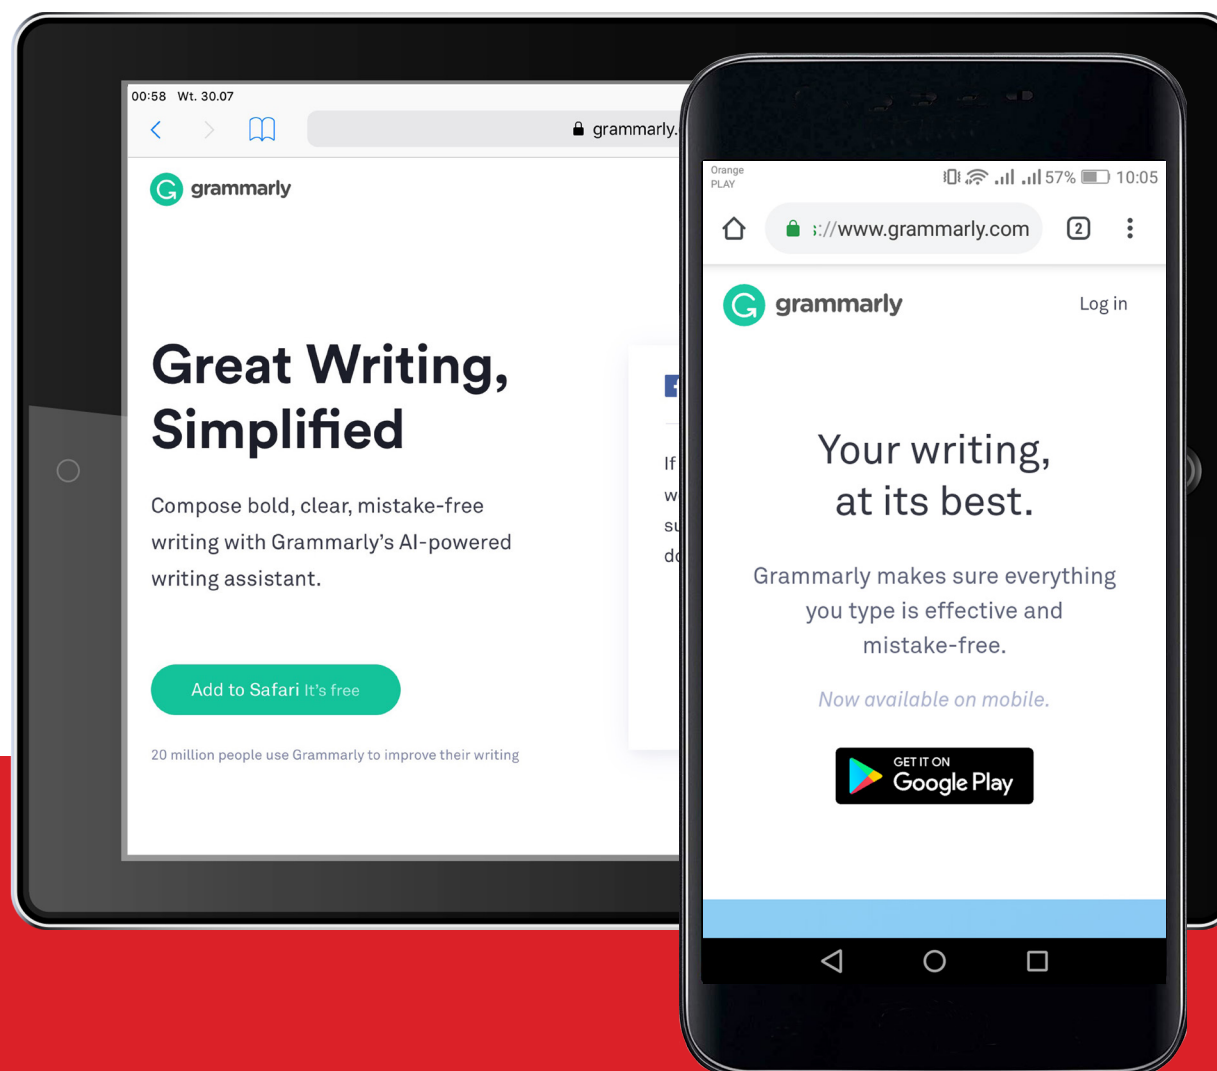 00:58 Wt. 30.07
grammarly.
grammarly
Great Writing,
Simplified
Compose bold, clear, mistake-free
writing with Grammarly's AI-powered
writing assistant.
Add to Safari It's free
20 million people use Grammarly to improve their writing
If
Orange
PLAY
57% 10:05
://www.grammarly.com
2
grammarly
Log in
Your writing,
at its best.
Grammarly makes sure everything
you type is effective and
mistake-free.
Now available on mobile.
GET IT ON
Google Play